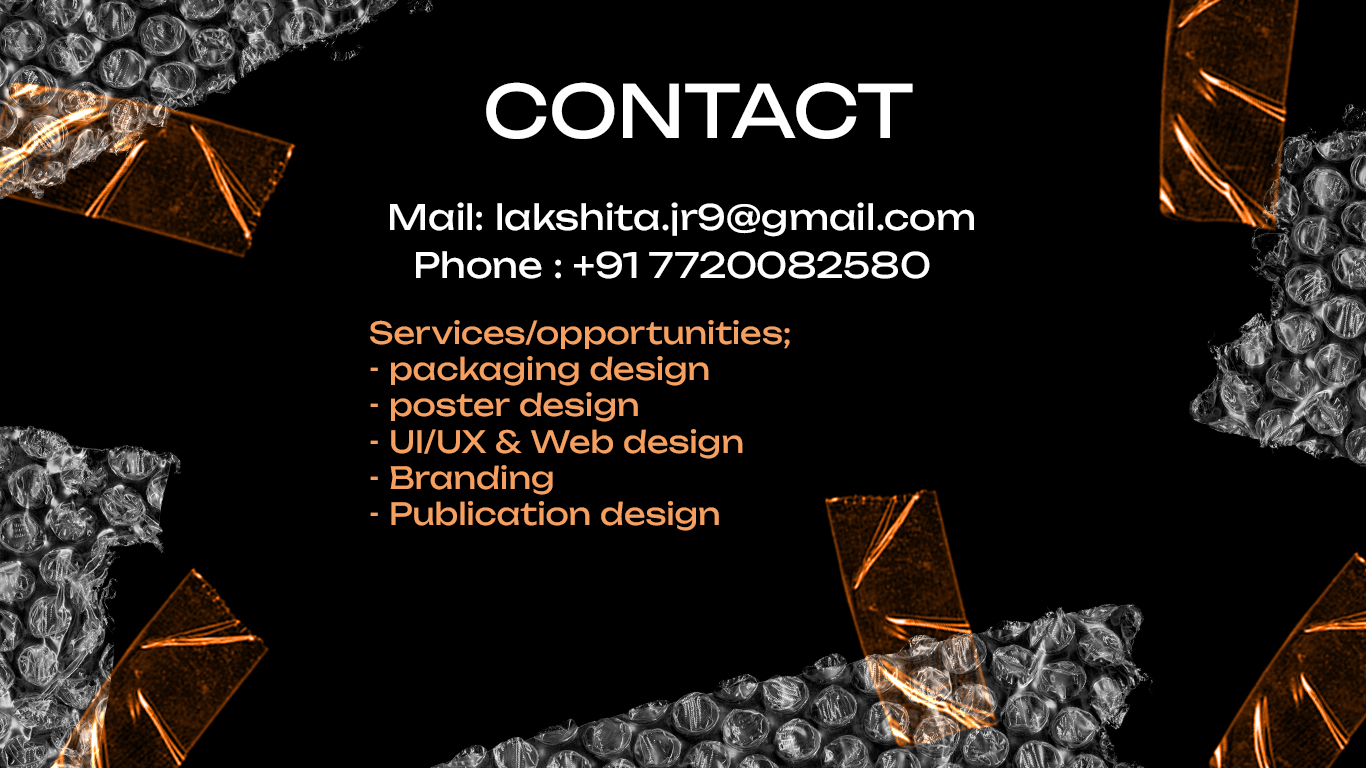 CONTACT
Mail: lakshita.jr9@gmail.com
Phone : +91 7720082580
Services/opportunities;
- packaging design
- poster design
- UI/UX & Web design
- Branding
- Publication design